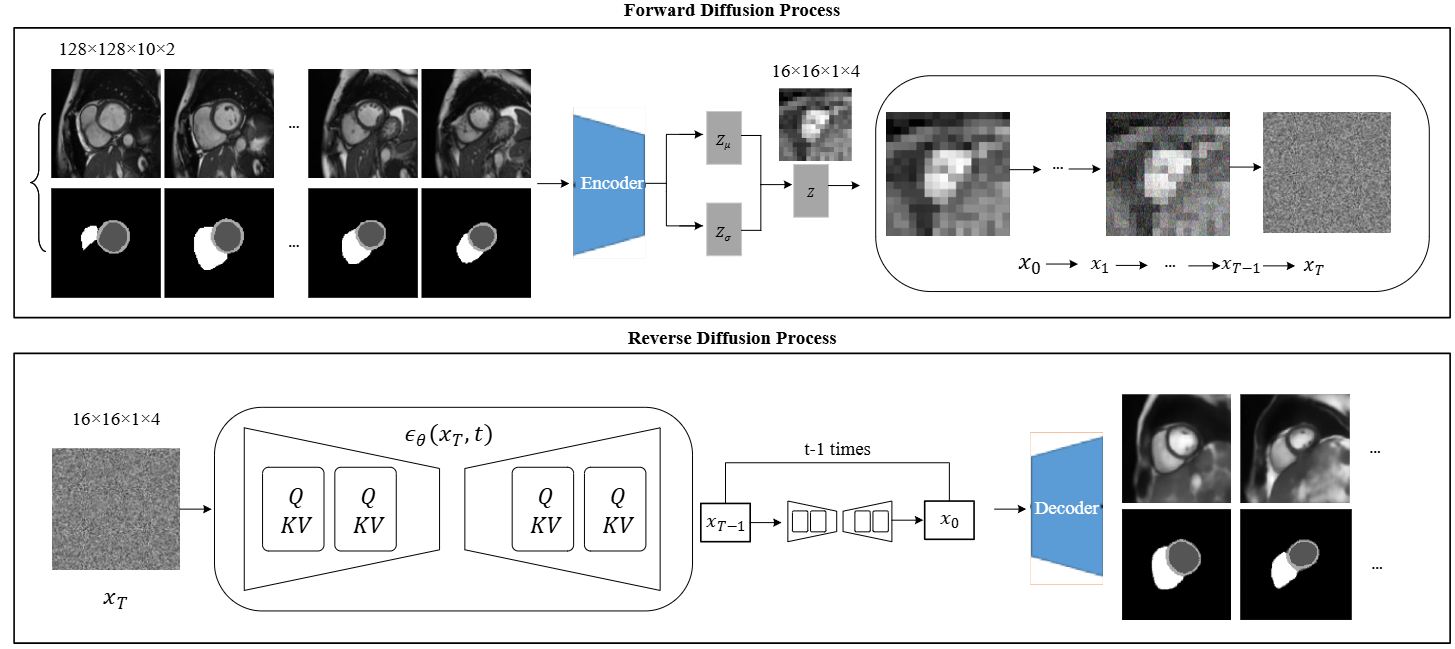 Forward Diffusion Process
128×128×10×2
...
...
Encoder
Z_μ
Z_σ
16×16×1×4
z
...
x_0 x_1 ... x_{T−1} x_T
Reverse Diffusion Process
16×16×1×4
x_T
ϵ_θ(x_T, t)
Q
KV
Q
KV
Q
KV
Q
KV
t-1 times
x_{T−1}
x_0
Decoder
...
...